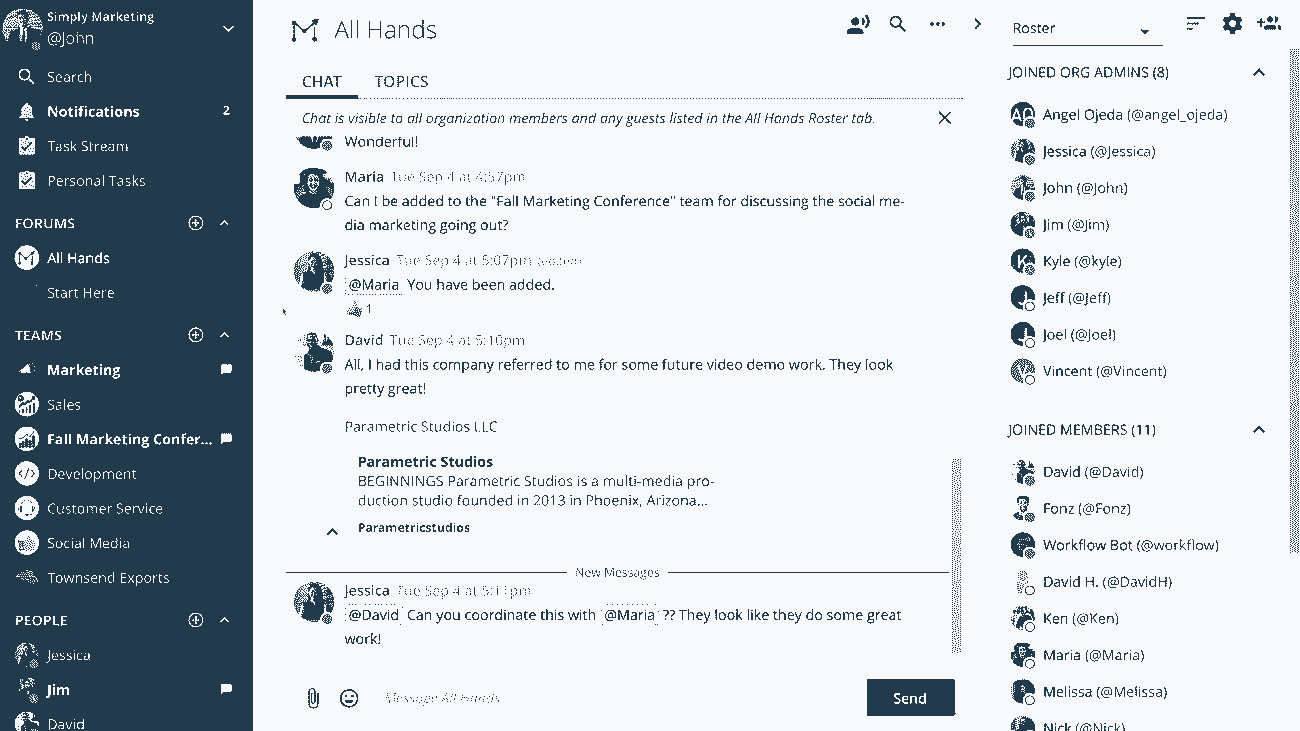 Simply Marketing
@John
Search
Notifications 2
Task Stream
Personal Tasks
FORUMS
All Hands
Start Here
TEAMS
Marketing
Sales
Fall Marketing Confer...
Development
Customer Service
Social Media
Townsend Exports
PEOPLE
Jessica
Jim
David
All Hands
CHAT TOPICS
Chat is visible to all organization members and any guests listed in the All Hands Roster tab.
Wonderful!
Maria Tue Sep 4 at 4:57pm
Can I be added to the "Fall Marketing Conference" team for discussing the social me-
dia marketing going out?
Jessica Tue Sep 4 at 5:07pm
@Maria You have been added.
1
David Tue Sep 4 at 5:10pm
All, I had this company referred to me for some future video demo work. They look
pretty great!
Parametric Studios LLC
Parametric Studios
BEGINNINGS Parametric Studios is a multi-media pro-
duction studio founded in 2013 in Phoenix, Arizona...
Parametricstudios
New Messages
Jessica Tue Sep 4 at 5:11pm
@David Can you coordinate this with @Maria ?? They look like they do some great
work!
Message All Hands
Send
Roster
JOINED ORG ADMINS (8)
AO Angel Ojeda (@angel_ojeda)
Jessica (@Jessica)
John (@John)
Jim (@Jim)
K Kyle (@kyle)
Jeff (@Jeff)
Joel (@Joel)
Vincent (@Vincent)
JOINED MEMBERS (11)
David (@David)
Fonz (@Fonz)
Workflow Bot (@workflow)
David H. (@DavidH)
Ken (@Ken)
Maria (@Maria)
Melissa (@Melissa)
Nick (@Nick)